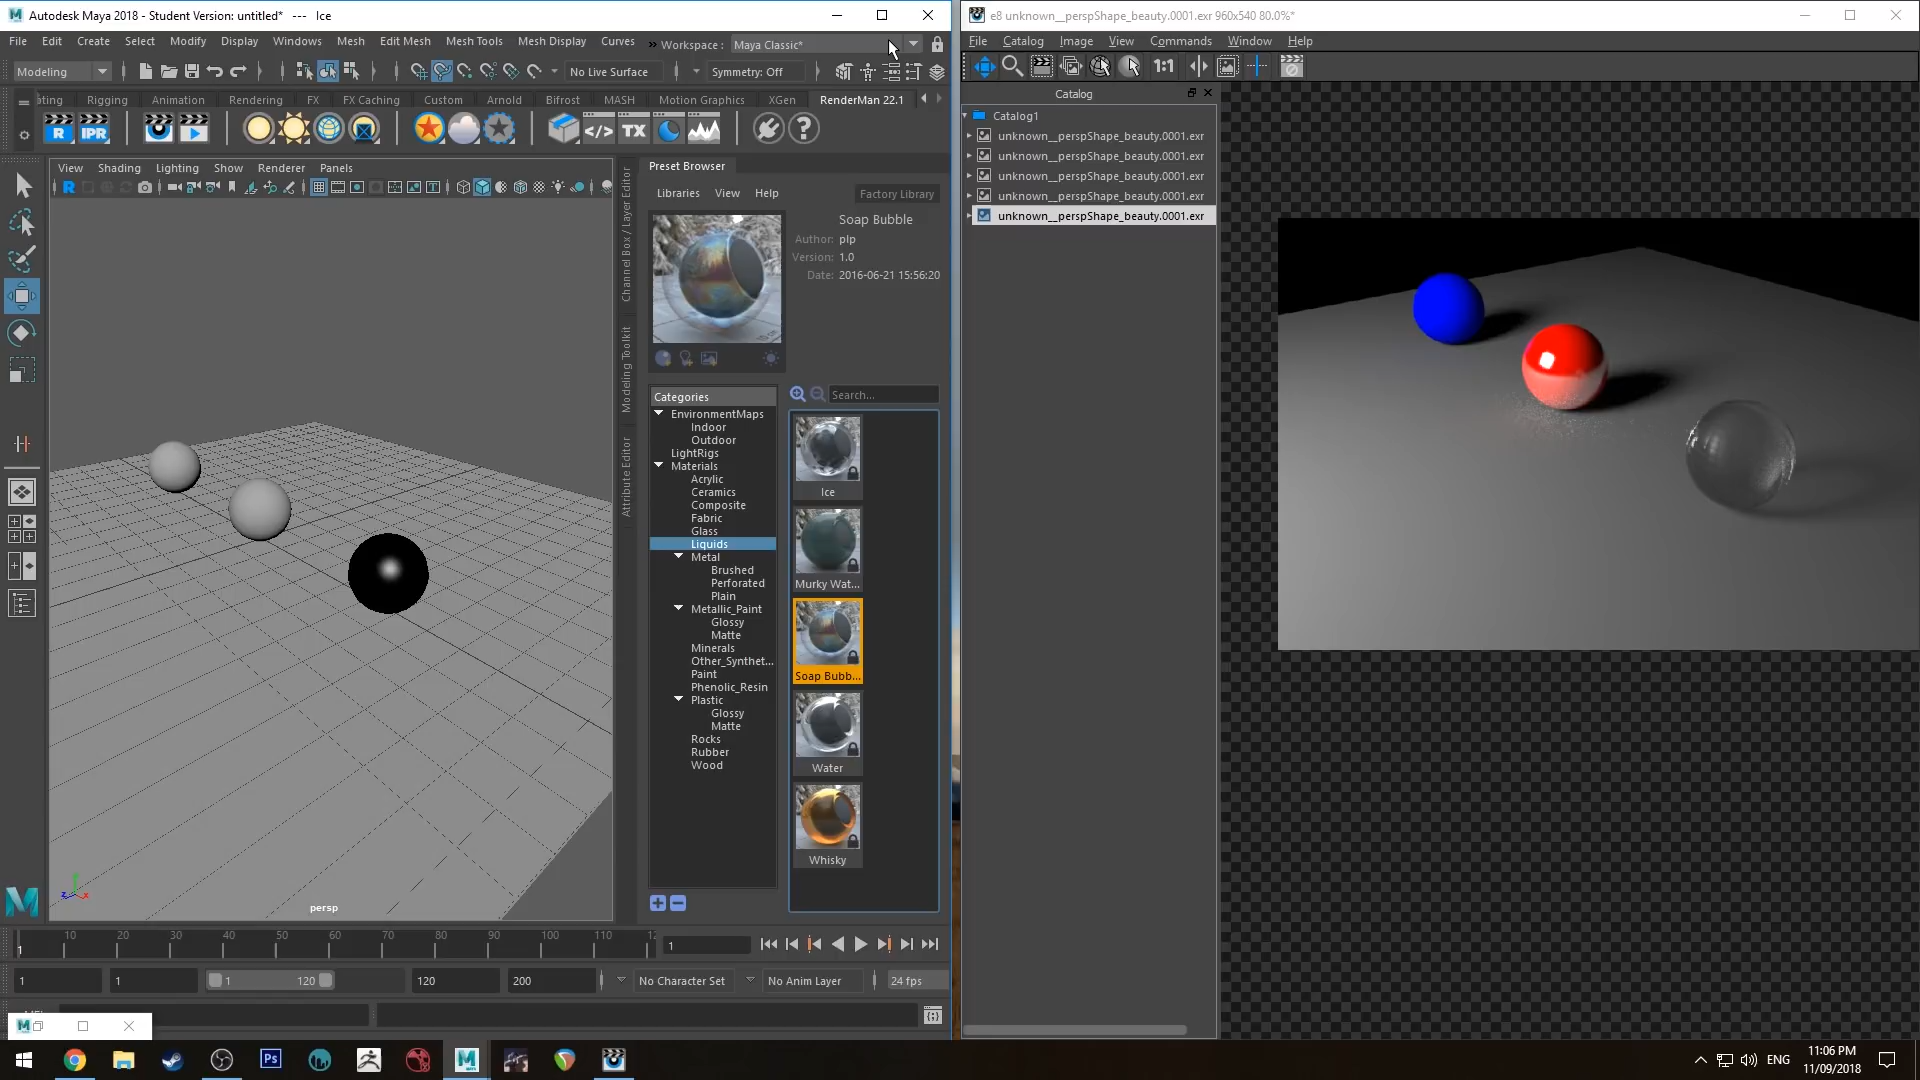 Autodesk Maya 2018 - Student Version: untitled* --- Ice
File Edit Create Select Modify Display Windows Mesh Edit Mesh Mesh Tools Mesh Display Curves » Workspace : Maya Classic*
Modeling No Live Surface Symmetry: Off
Rigging Animation Rendering FX FX Caching Custom Arnold Bifrost MASH Motion Graphics XGen RenderMan 22.1
R IPR </> TX ?
View Shading Lighting Show Renderer Panels
persp
Channel Box / Layer Editor
Modeling Toolkit
Attribute Editor
Preset Browser
Libraries View Help Factory Library
Soap Bubble
Author: plp
Version: 1.0
Date: 2016-06-21 15:56:20
Categories
EnvironmentMaps
Indoor
Outdoor
LightRigs
Materials
Acrylic
Ceramics
Composite
Fabric
Glass
Liquids
Metal
Brushed
Perforated
Plain
Metallic_Paint
Glossy
Matte
Minerals
Other_Synthet...
Paint
Phenolic_Resin
Plastic
Glossy
Matte
Rocks
Rubber
Wood
Search...
Ice
Murky Wat...
Soap Bubb...
Water
Whisky
1 10 20 30 40 50 60 70 80 90 100 110 12
1
1 1 1 120 120 200 No Character Set No Anim Layer 24 fps
e8 unknown__perspShape_beauty.0001.exr 960x540 80.0%*
File Catalog Image View Commands Window Help
1:1
Catalog
Catalog1
unknown__perspShape_beauty.0001.exr
unknown__perspShape_beauty.0001.exr
unknown__perspShape_beauty.0001.exr
unknown__perspShape_beauty.0001.exr
unknown__perspShape_beauty.0001.exr
Ps
ENG
11:06 PM
11/09/2018